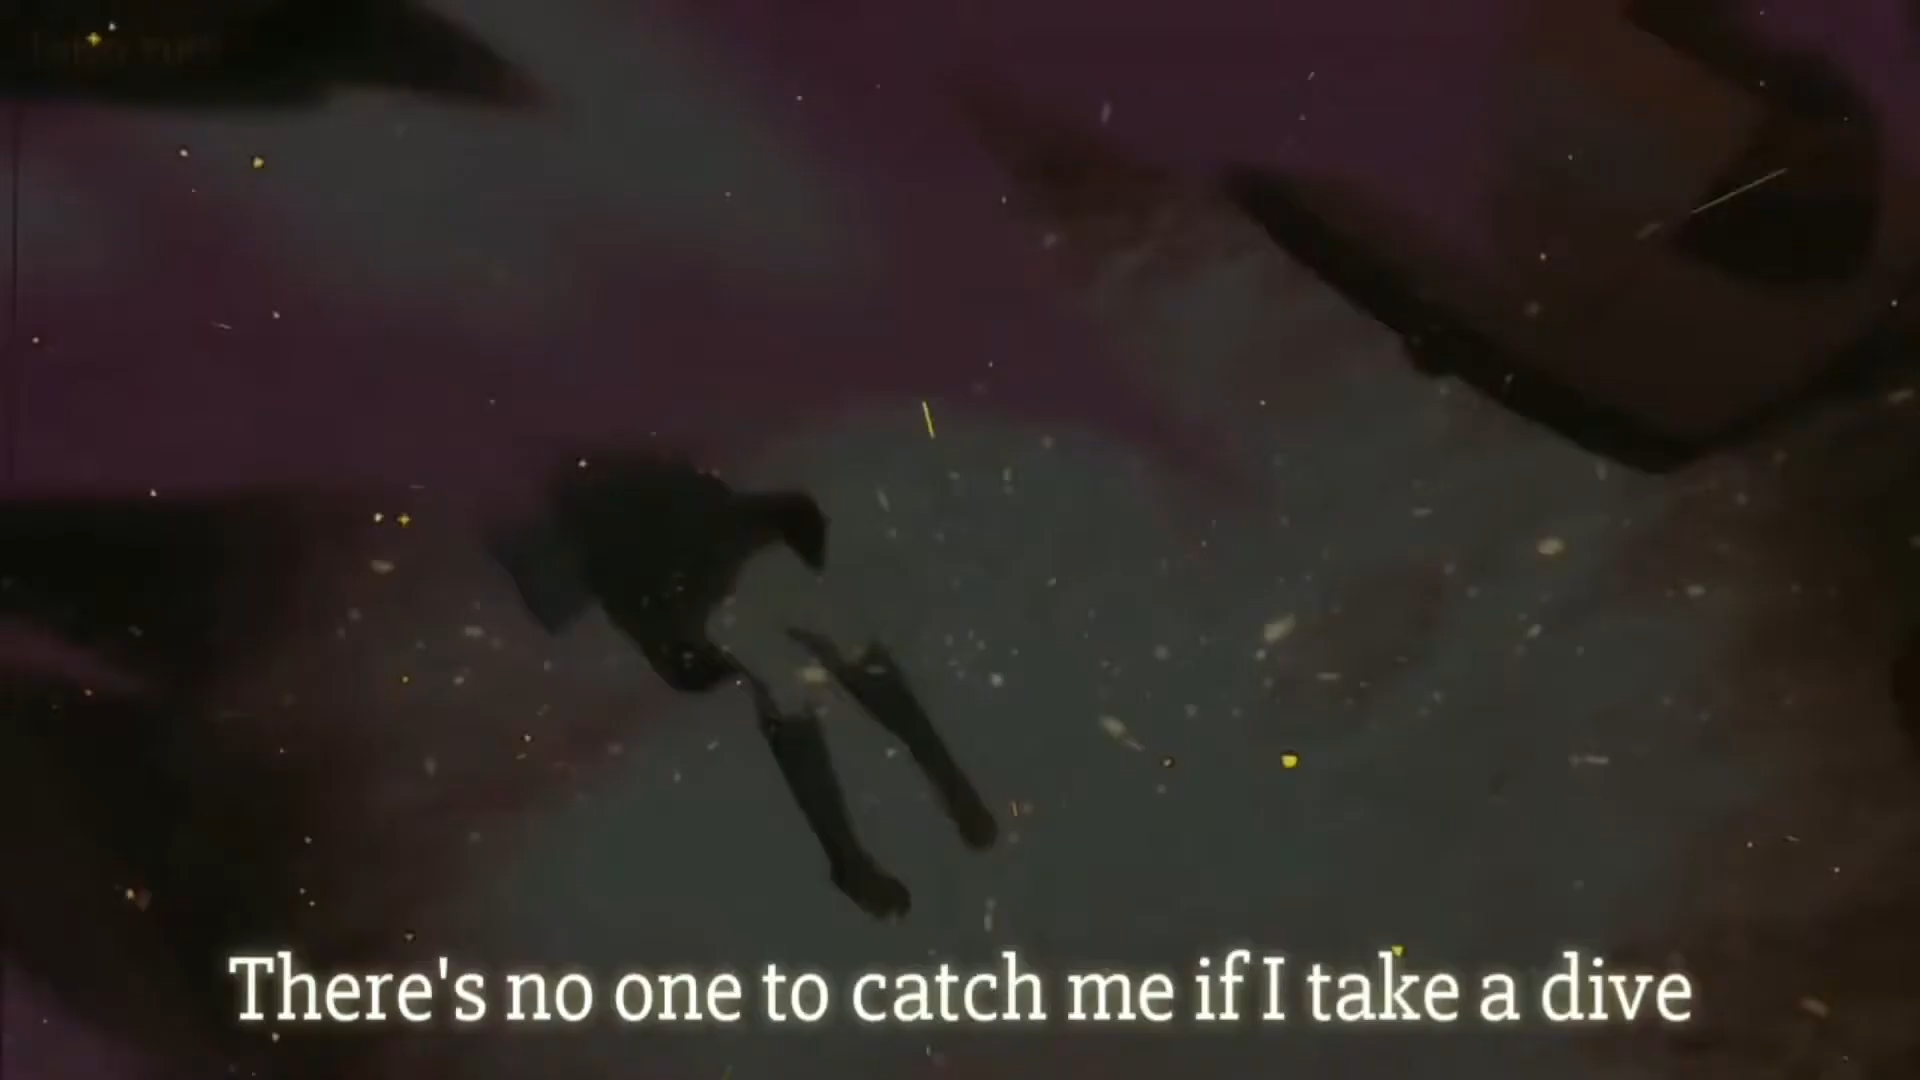 There's no one to catch me if I take a dive